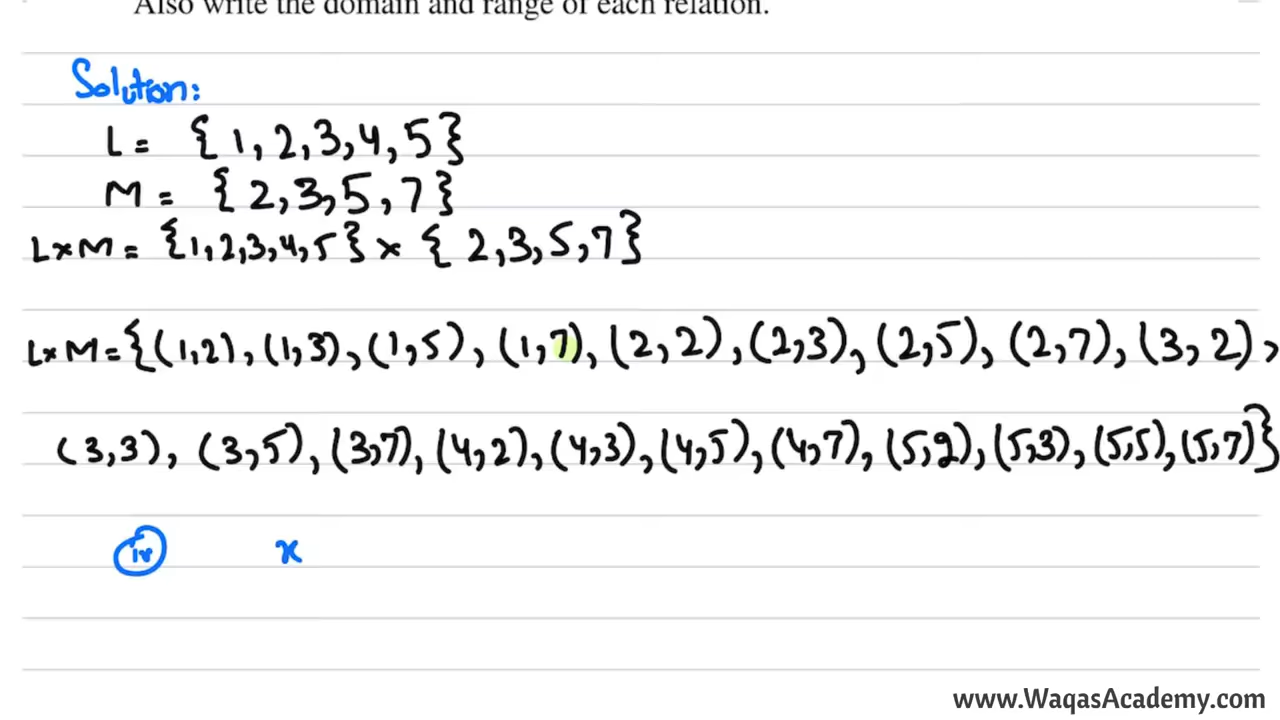 Also write the domain and range of each relation.
Solution:
L = {1,2,3,4,5}
M = {2,3,5,7}
L×M = {1,2,3,4,5} × {2,3,5,7}
L×M={(1,2), (1,3), (1,5), (1,7), (2,2), (2,3), (2,5), (2,7), (3,2),
(3,3), (3,5), (3,7), (4,2), (4,3), (4,5), (4,7), (5,2), (5,3), (5,5), (5,7)}
iv x
www.WaqasAcademy.com